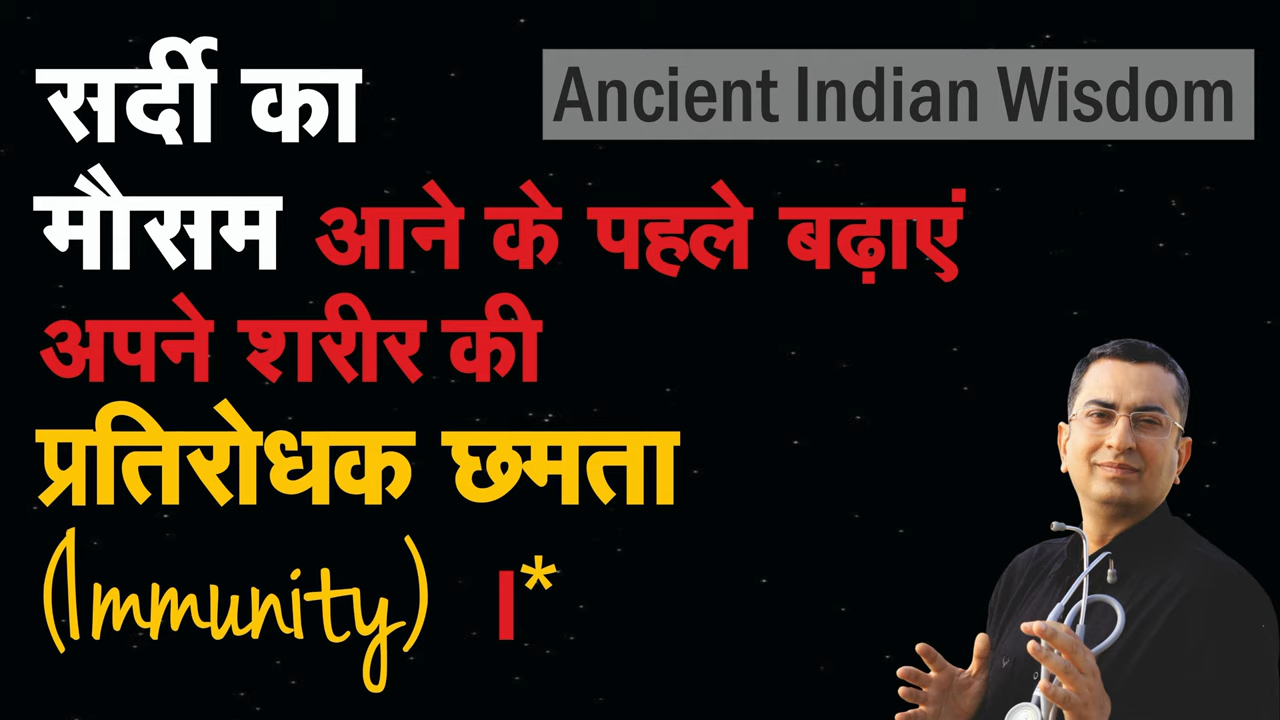 सर्दी का
Ancient Indian Wisdom
मौसम आने के पहले बढ़ाएं
अपने शरीर की
प्रतिरोधक छमता
(Immunity) ।*